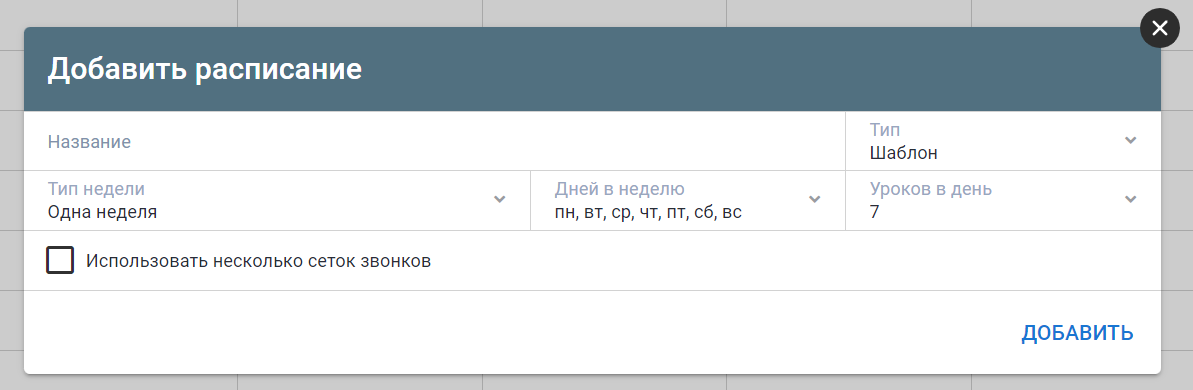 Добавить расписание
Название
Тип
Шаблон
Тип недели
Одна неделя
Дней в неделю
пн, вт, ср, чт, пт, сб, вс
Уроков в день
7
Использовать несколько сеток звонков
ДОБАВИТЬ